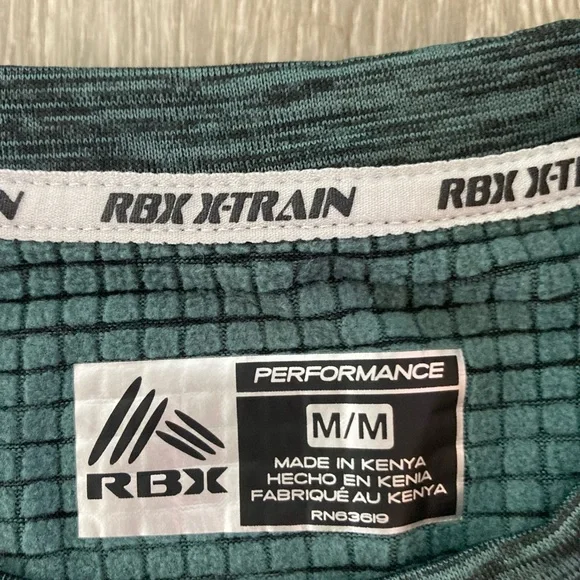 N RBX X-TRAIN RBX X-T
PERFORMANCE
M/M
MADE IN KENYA
HECHO EN KENIA
FABRIQUÉ AU KENYA
RN63619
RBX